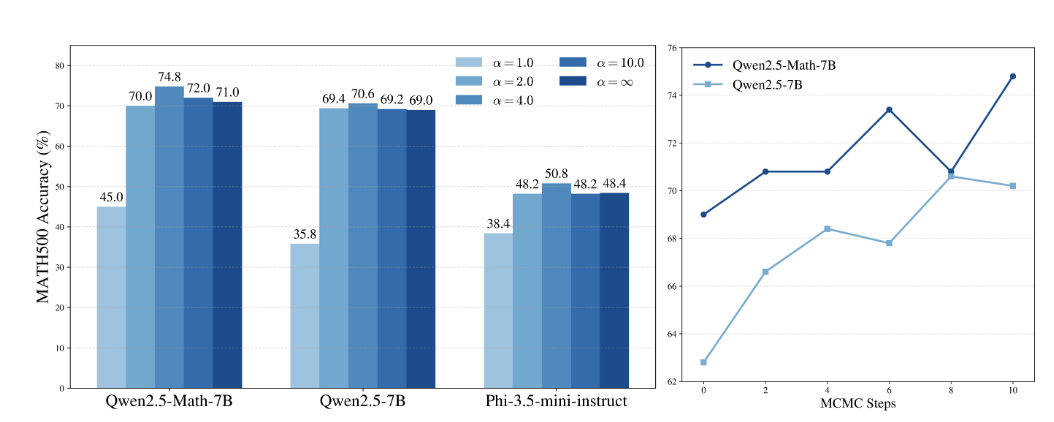 MATH500 Accuracy (%)
80
70
60
50
40
30
20
10
0
α = 1.0
α = 2.0
α = 4.0
α = 10.0
α = ∞
45.0
70.0
74.8
72.0
71.0
35.8
69.4
70.6
69.2
69.0
38.4
48.2
50.8
48.2
48.4
Qwen2.5-Math-7B
Qwen2.5-7B
Phi-3.5-mini-instruct
76
74
72
70
68
66
64
62
Qwen2.5-Math-7B
Qwen2.5-7B
0 2 4 6 8 10
MCMC Steps